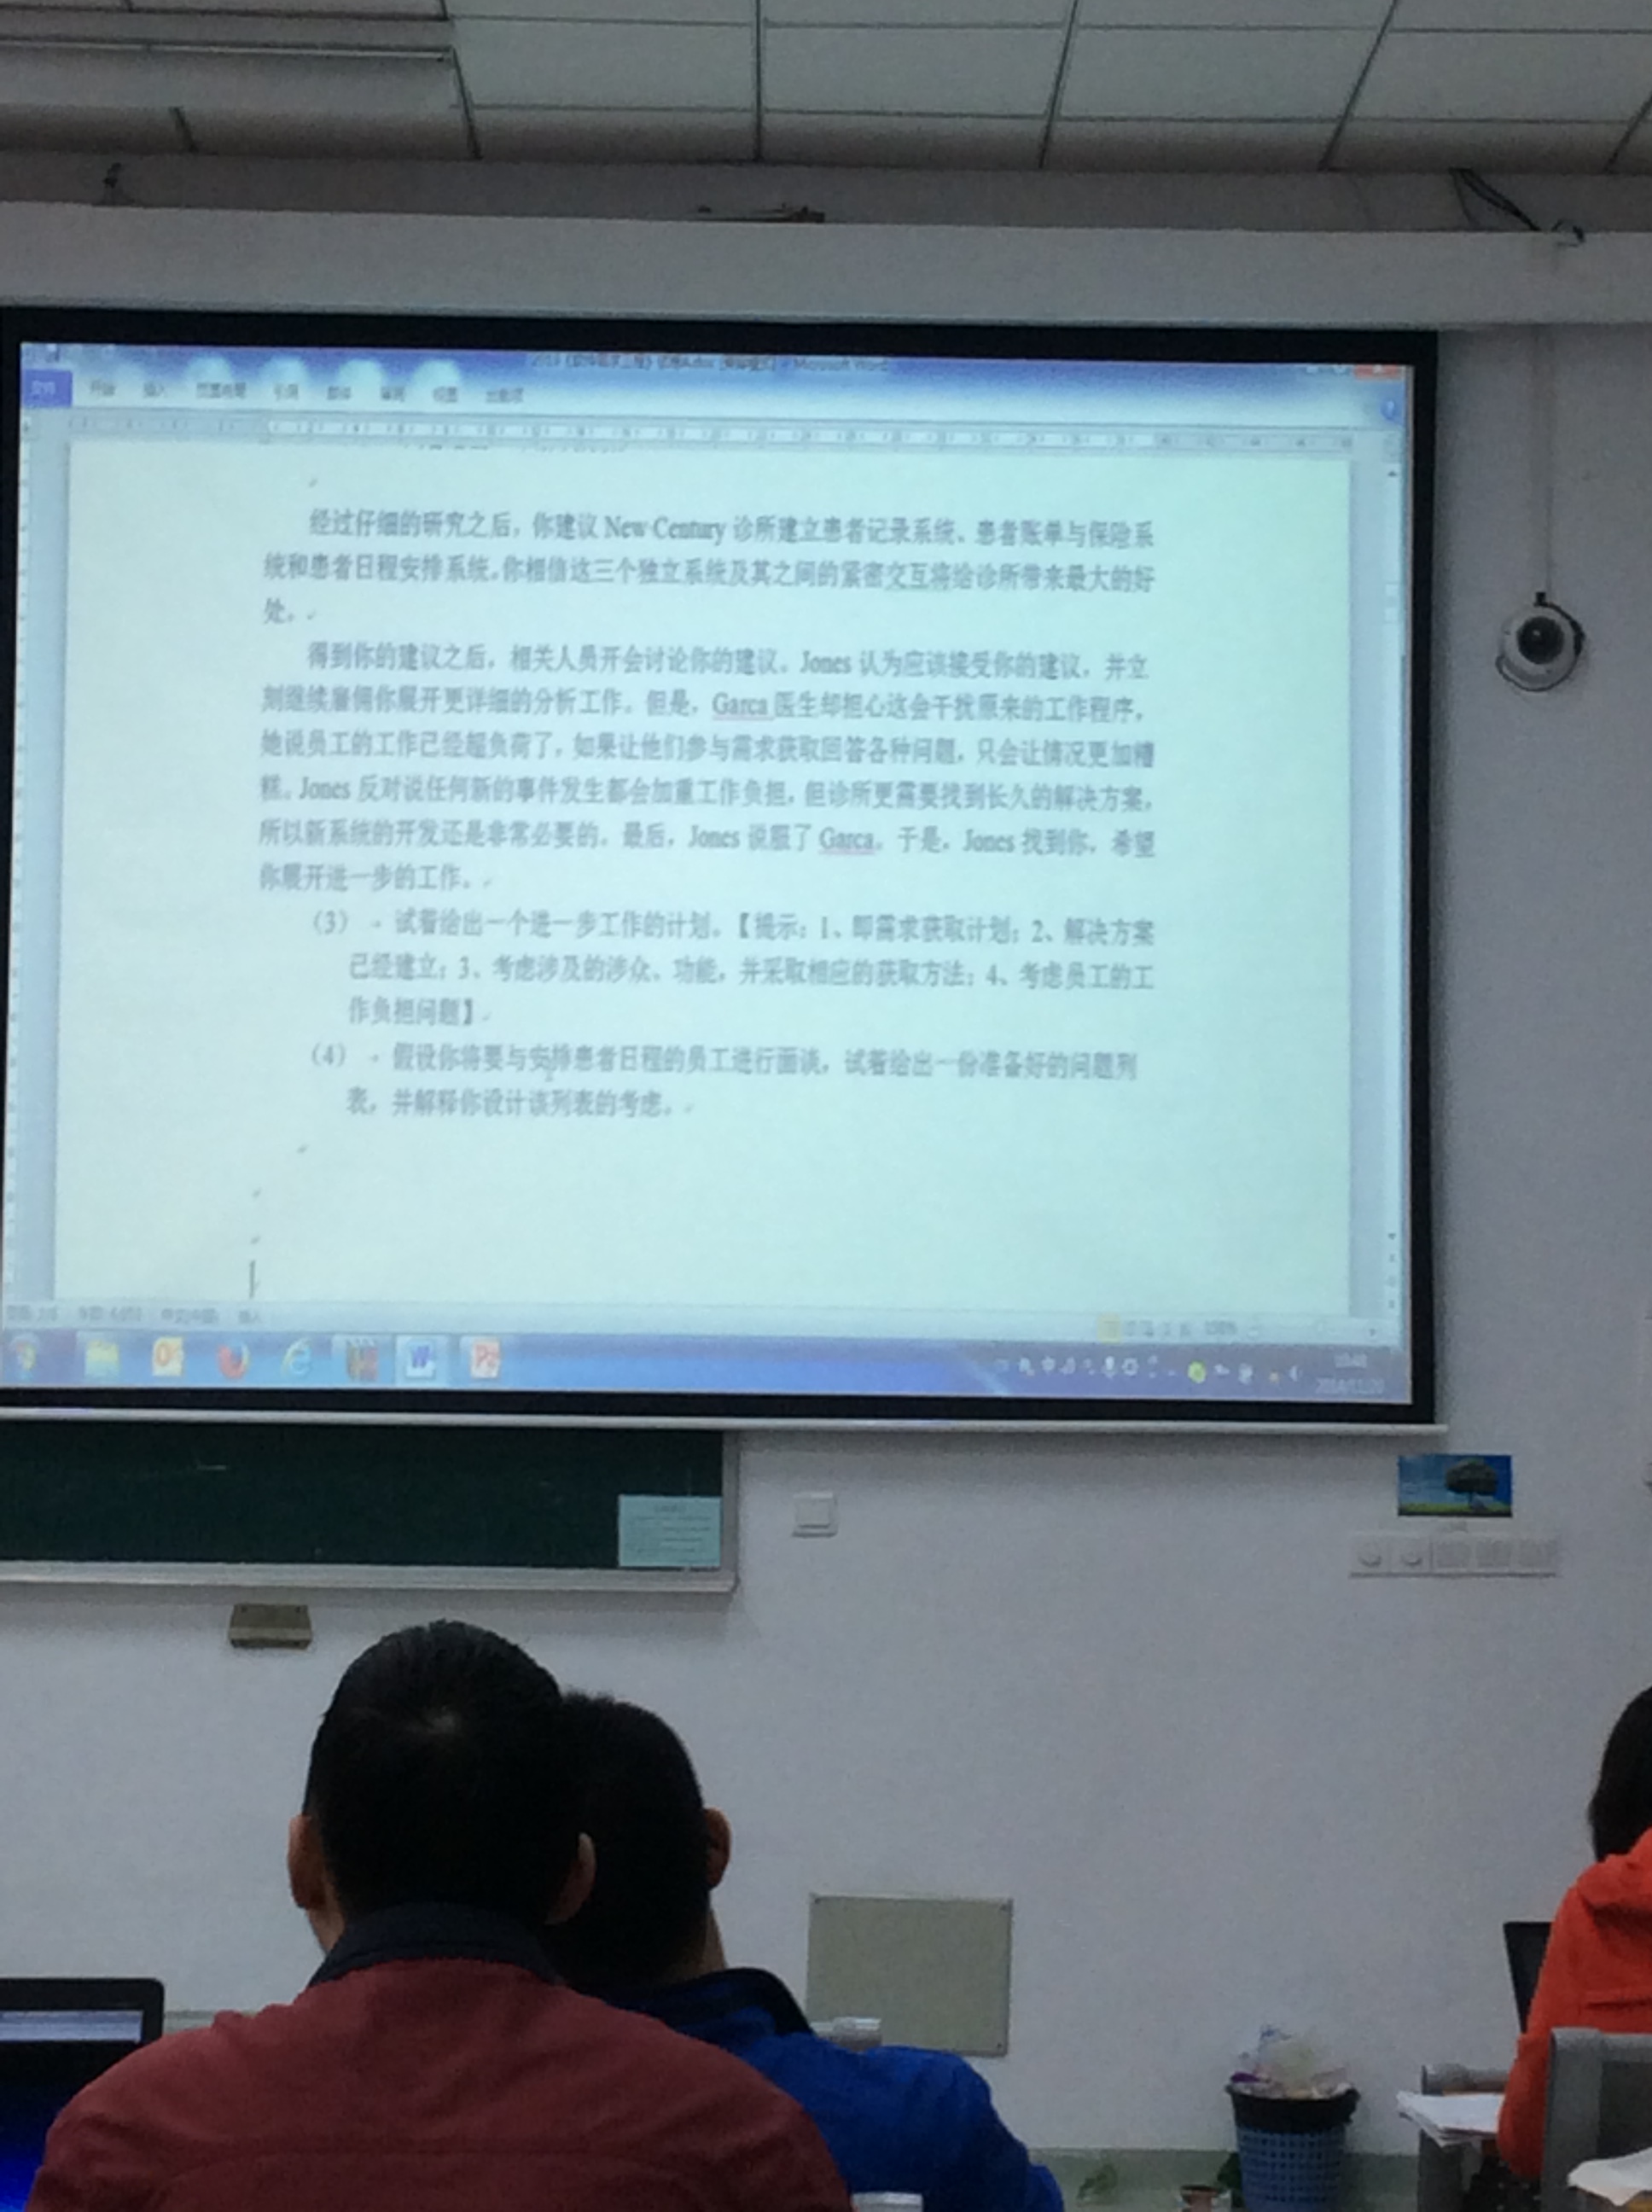 Microsoft Word
文件 开始 插入 页面布局 引用 邮件 审阅 视图 加载项
经过仔细的研究之后，你建议 New Century 诊所建立患者记录系统、患者账单与保险系
统和患者日程安排系统。你相信这三个独立系统及其之间的紧密交互将给诊所带来最大的好
处。
得到你的建议之后，相关人员开会讨论你的建议。Jones 认为应该接受你的建议，并立
刻继续雇佣你展开更详细的分析工作。但是，Garca 医生却担心这会干扰原来的工作程序，
她说员工的工作已经超负荷了，如果让他们参与需求获取回答各种问题，只会让情况更加糟
糕。Jones 反对说任何新的事件发生都会加重工作负担，但诊所更需要找到长久的解决方案，
所以新系统的开发还是非常必要的。最后，Jones 说服了 Garca。于是，Jones 找到你，希望
你展开进一步的工作。
（3） 试着给出一个进一步工作的计划。【提示：1、即需求获取计划；2、解决方案
已经建立；3、考虑涉及的涉众、功能，并采取相应的获取方法；4、考虑员工的工
作负担问题】
（4） 假设你将要与安排患者日程的员工进行面谈，试着给出一份准备好的问题列
表，并解释你设计该列表的考虑。